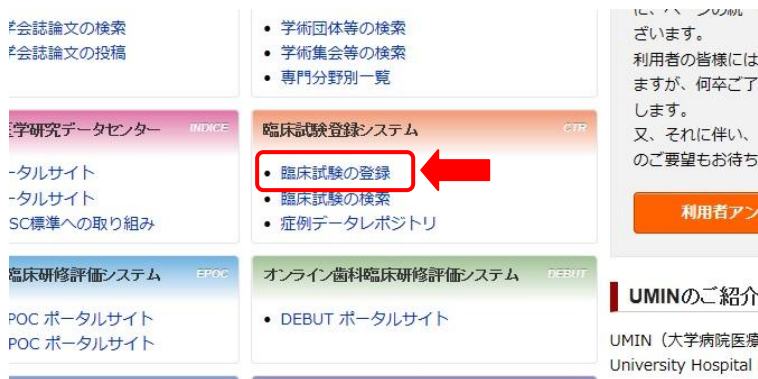 学会誌論文の検索
学会誌論文の投稿
学術団体等の検索
学術集会等の検索
専門分野別一覧
ざいます。
利用者の皆様には
ますが、何卒ご了
します。
又、それに伴い、
のご要望もお待ち
利用者アン
医学研究データセンター INDICE
ータルサイト
ータルサイト
SC標準への取り組み
臨床試験登録システム CTR
臨床試験の登録
臨床試験の検索
症例データレポジトリ
臨床研修評価システム EPOC
POC ポータルサイト
POC ポータルサイト
オンライン歯科臨床研修評価システム DEBUT
DEBUT ポータルサイト
UMINのご紹介
UMIN（大学病院医療
University Hospital